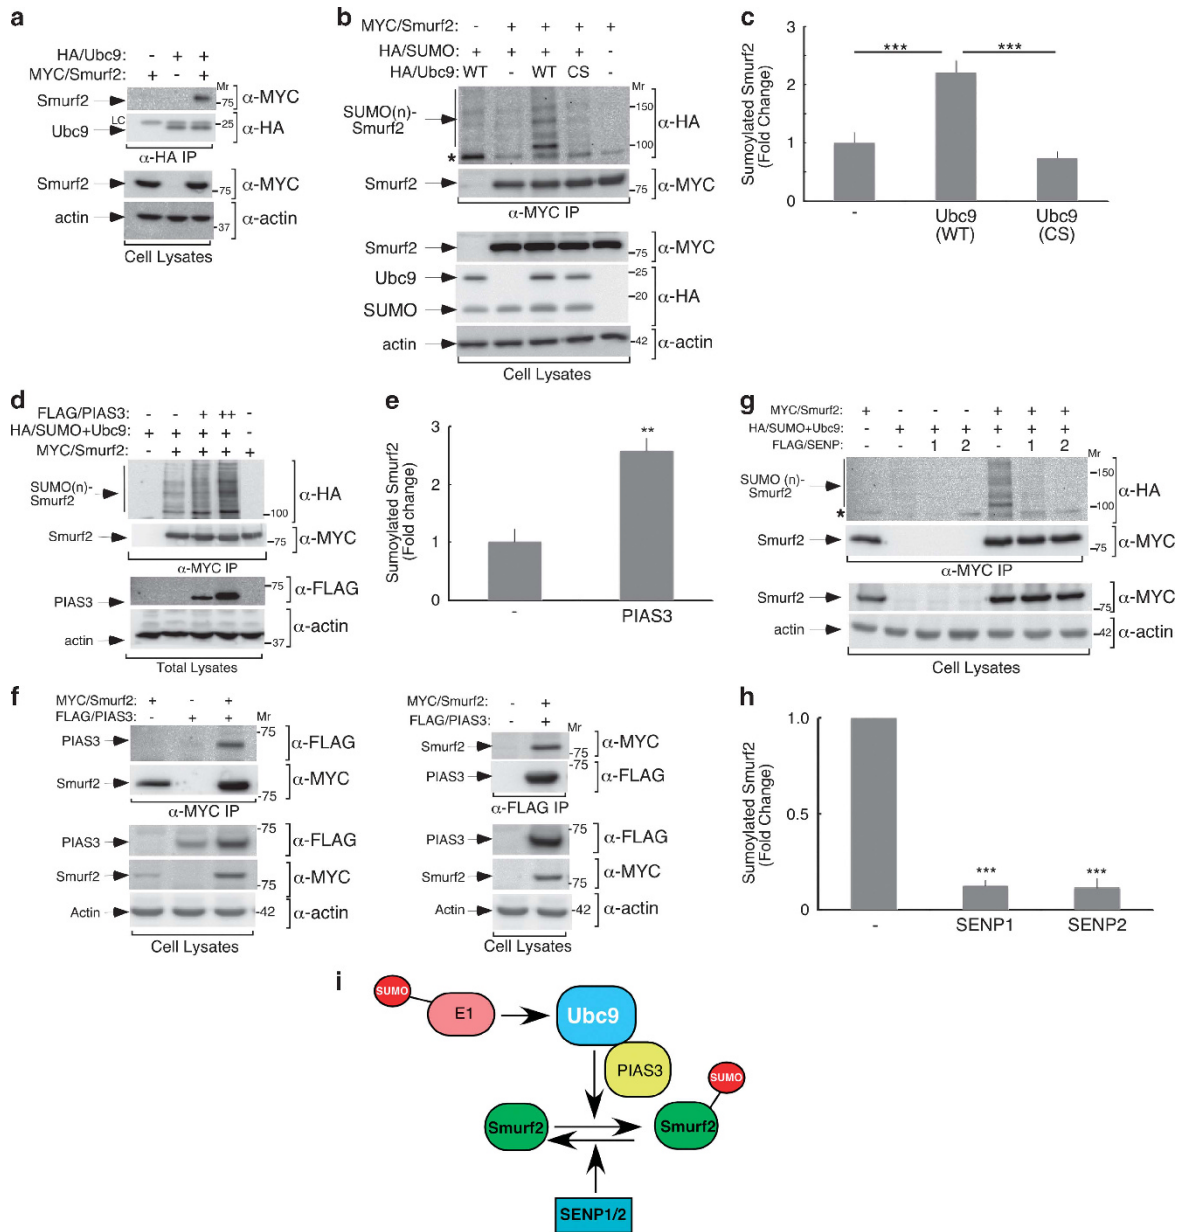 a
HA/Ubc9: - + +
MYC/Smurf2: + - + Mr
Smurf2 -75 α-MYC
LC
Ubc9 -25 α-HA
α-HA IP
Smurf2 75 α-MYC
actin 37 α-actin
Cell Lysates
b
MYC/Smurf2: - + + + +
HA/SUMO: + + + + -
HA/Ubc9: WT - WT CS - Mr
-150
SUMO(n)-
Smurf2
α-HA
100
*
Smurf2 75 α-MYC
α-MYC IP
Smurf2 75 α-MYC
Ubc9 -25
-20 α-HA
SUMO
actin -42 α-actin
Cell Lysates
c
Sumoylated Smurf2
(Fold Change)
3
2
1
0
*** ***
- Ubc9 Ubc9
(WT) (CS)
d
FLAG/PIAS3: - - + ++ -
HA/SUMO+Ubc9: + + + + -
MYC/Smurf2: - + + + +
SUMO(n)-
Smurf2
α-HA
100
Smurf2 -75 α-MYC
α-MYC IP
-75 α-FLAG
PIAS3
α-actin
actin -37
Total Lysates
e
Sumoylated Smurf2
(Fold change)
3
2
1
0
**
- PIAS3
g
MYC/Smurf2: + - - - + + +
HA/SUMO+Ubc9: - + + + + + +
FLAG/SENP: - - 1 2 - 1 2 Mr
-150
SUMO (n)-
Smurf2
α-HA
100
*
Smurf2 -75 α-MYC
α-MYC IP
Smurf2 75 α-MYC
actin -42 α-actin
Cell Lysates
f
MYC/Smurf2: + - +
FLAG/PIAS3: - + + Mr
-75
PIAS3 α-FLAG
Smurf2 α-MYC
-75
α-MYC IP
-75
PIAS3 α-FLAG
Smurf2 75 α-MYC
Actin -42 α-actin
Cell Lysates
MYC/Smurf2: - +
FLAG/PIAS3: - + Mr
Smurf2 -75 α-MYC
PIAS3 -75 α-FLAG
α-FLAG IP
-75
PIAS3 α-FLAG
Smurf2 75 α-MYC
Actin -42 α-actin
Cell Lysates
h
Sumoylated Smurf2
(Fold Change)
1.0
0.5
0
*** ***
- SENP1 SENP2
i
SUMO
E1
Ubc9
PIAS3
SUMO
Smurf2
Smurf2
SENP1/2